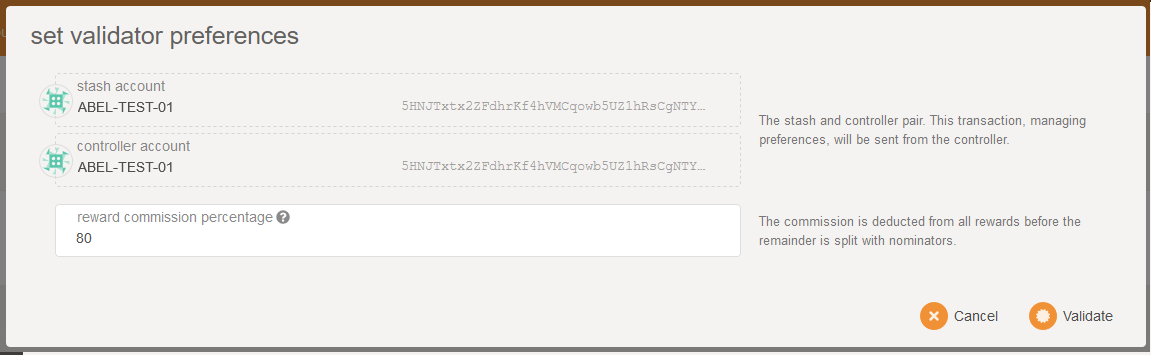 set validator preferences
stash account
ABEL-TEST-01
5HNJTxtx2ZFdhrKf4hVMCqowb5UZ1hRsCgNTY…
controller account
ABEL-TEST-01
5HNJTxtx2ZFdhrKf4hVMCqowb5UZ1hRsCgNTY…
The stash and controller pair. This transaction, managing
preferences, will be sent from the controller.
reward commission percentage
80
The commission is deducted from all rewards before the
remainder is split with nominators.
Cancel
Validate